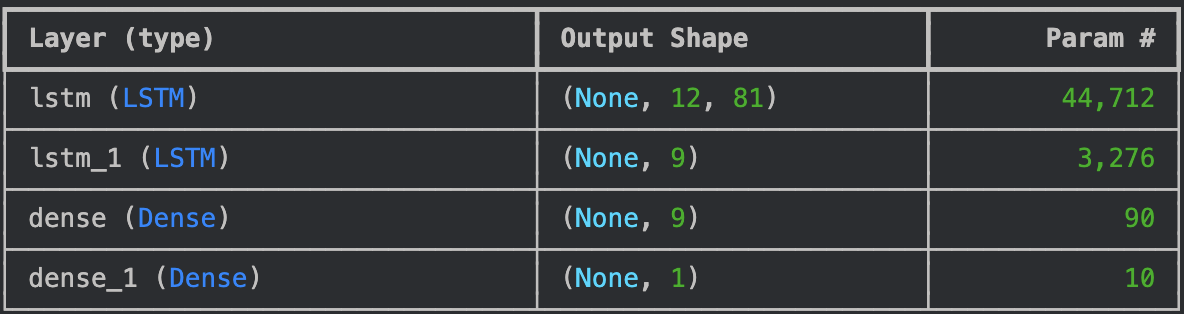 Layer (type) Output Shape Param #
lstm (LSTM) (None, 12, 81) 44,712
lstm_1 (LSTM) (None, 9) 3,276
dense (Dense) (None, 9) 90
dense_1 (Dense) (None, 1) 10